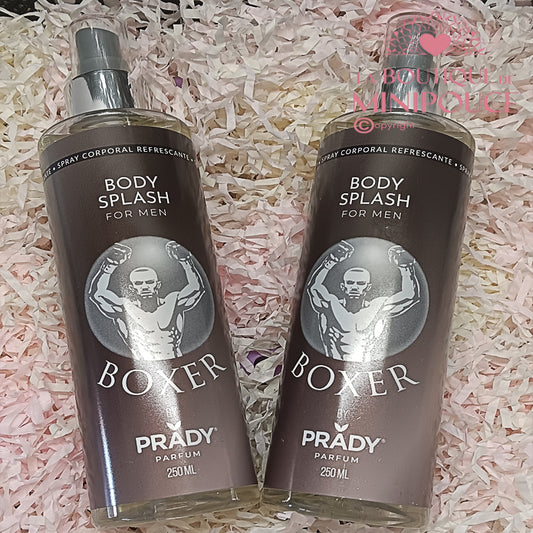 LA BOUTIQUE DE
MINIPOUCE
©opyright
• SPRAY CORPORAL REFRESCANTE •
BODY
SPLASH
FOR MEN
BOXER
PRADY®
PARFUM
250 ML
• SPRAY CORPORAL REFRESCANTE •
BODY
SPLASH
FOR MEN
BOXER
BY
PRADY®
PARFUM
250 ML